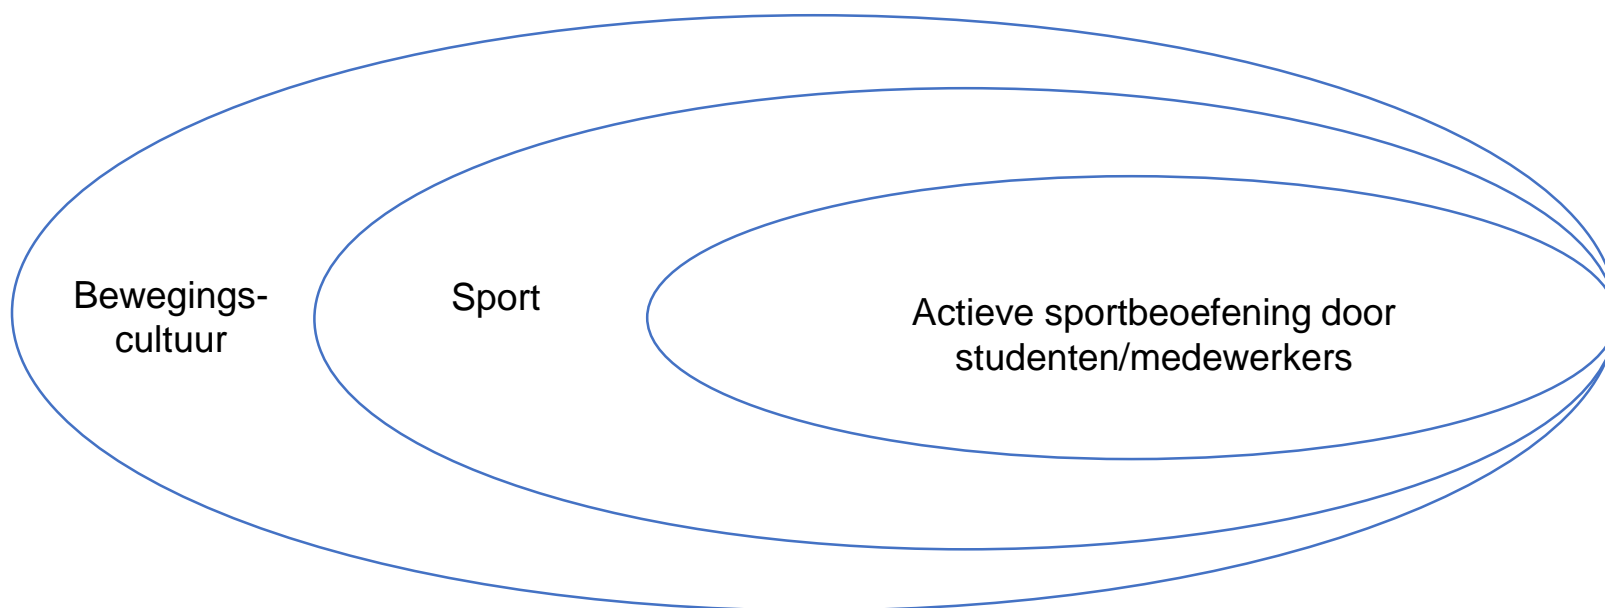 Bewegings-
cultuur
Sport
Actieve sportbeoefening door
studenten/medewerkers